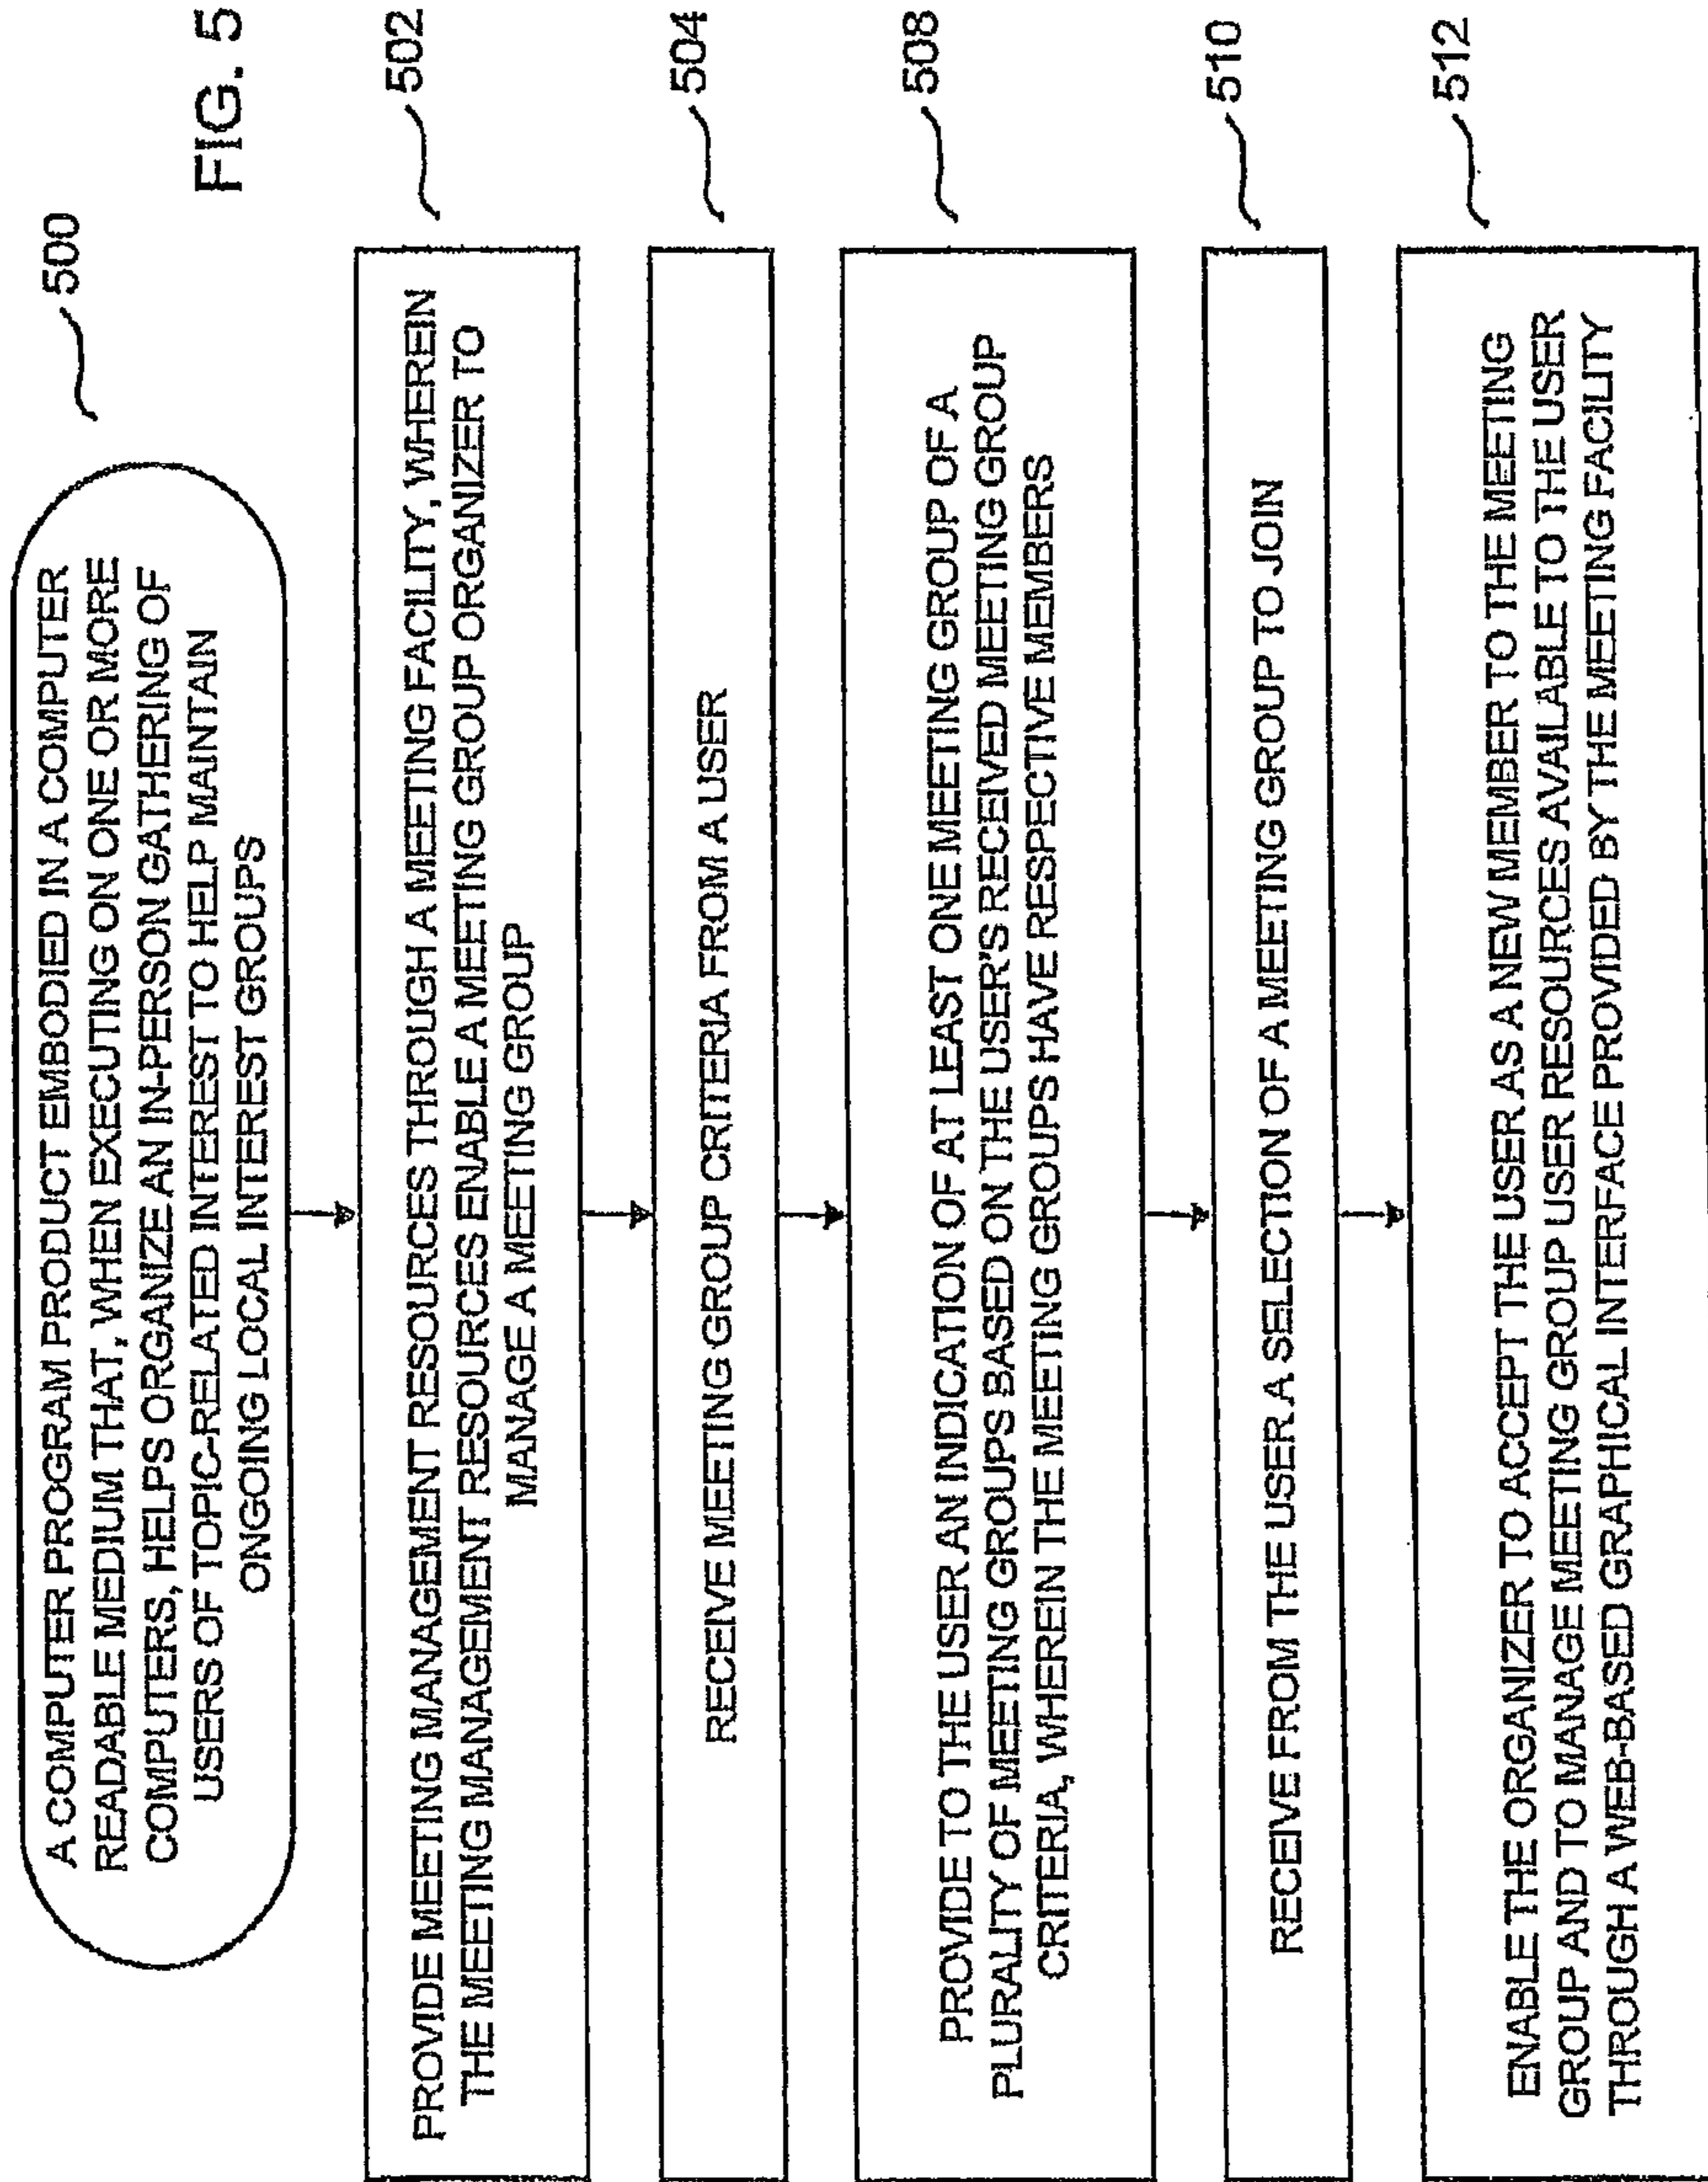 FIG. 5
500
A COMPUTER PROGRAM PRODUCT EMBODIED IN A COMPUTER
READABLE MEDIUM THAT, WHEN EXECUTING ON ONE OR MORE
COMPUTERS, HELPS ORGANIZE AN IN-PERSON GATHERING OF
USERS OF TOPIC-RELATED INTEREST TO HELP MAINTAIN
ONGOING LOCAL INTEREST GROUPS
502
PROVIDE MEETING MANAGEMENT RESOURCES THROUGH A MEETING FACILITY, WHEREIN
THE MEETING MANAGEMENT RESOURCES ENABLE A MEETING GROUP ORGANIZER TO
MANAGE A MEETING GROUP
504
RECEIVE MEETING GROUP CRITERIA FROM A USER
508
PROVIDE TO THE USER AN INDICATION OF AT LEAST ONE MEETING GROUP OF A
PLURALITY OF MEETING GROUPS BASED ON THE USER'S RECEIVED MEETING GROUP
CRITERIA, WHEREIN THE MEETING GROUPS HAVE RESPECTIVE MEMBERS
510
RECEIVE FROM THE USER A SELECTION OF A MEETING GROUP TO JOIN
512
ENABLE THE ORGANIZER TO ACCEPT THE USER AS A NEW MEMBER TO THE MEETING
GROUP AND TO MANAGE MEETING GROUP USER RESOURCES AVAILABLE TO THE USER
THROUGH A WEB-BASED GRAPHICAL INTERFACE PROVIDED BY THE MEETING FACILITY